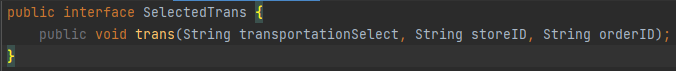 public interface SelectedTrans {
    public void trans(String transportationSelect, String storeID, String orderID);
}